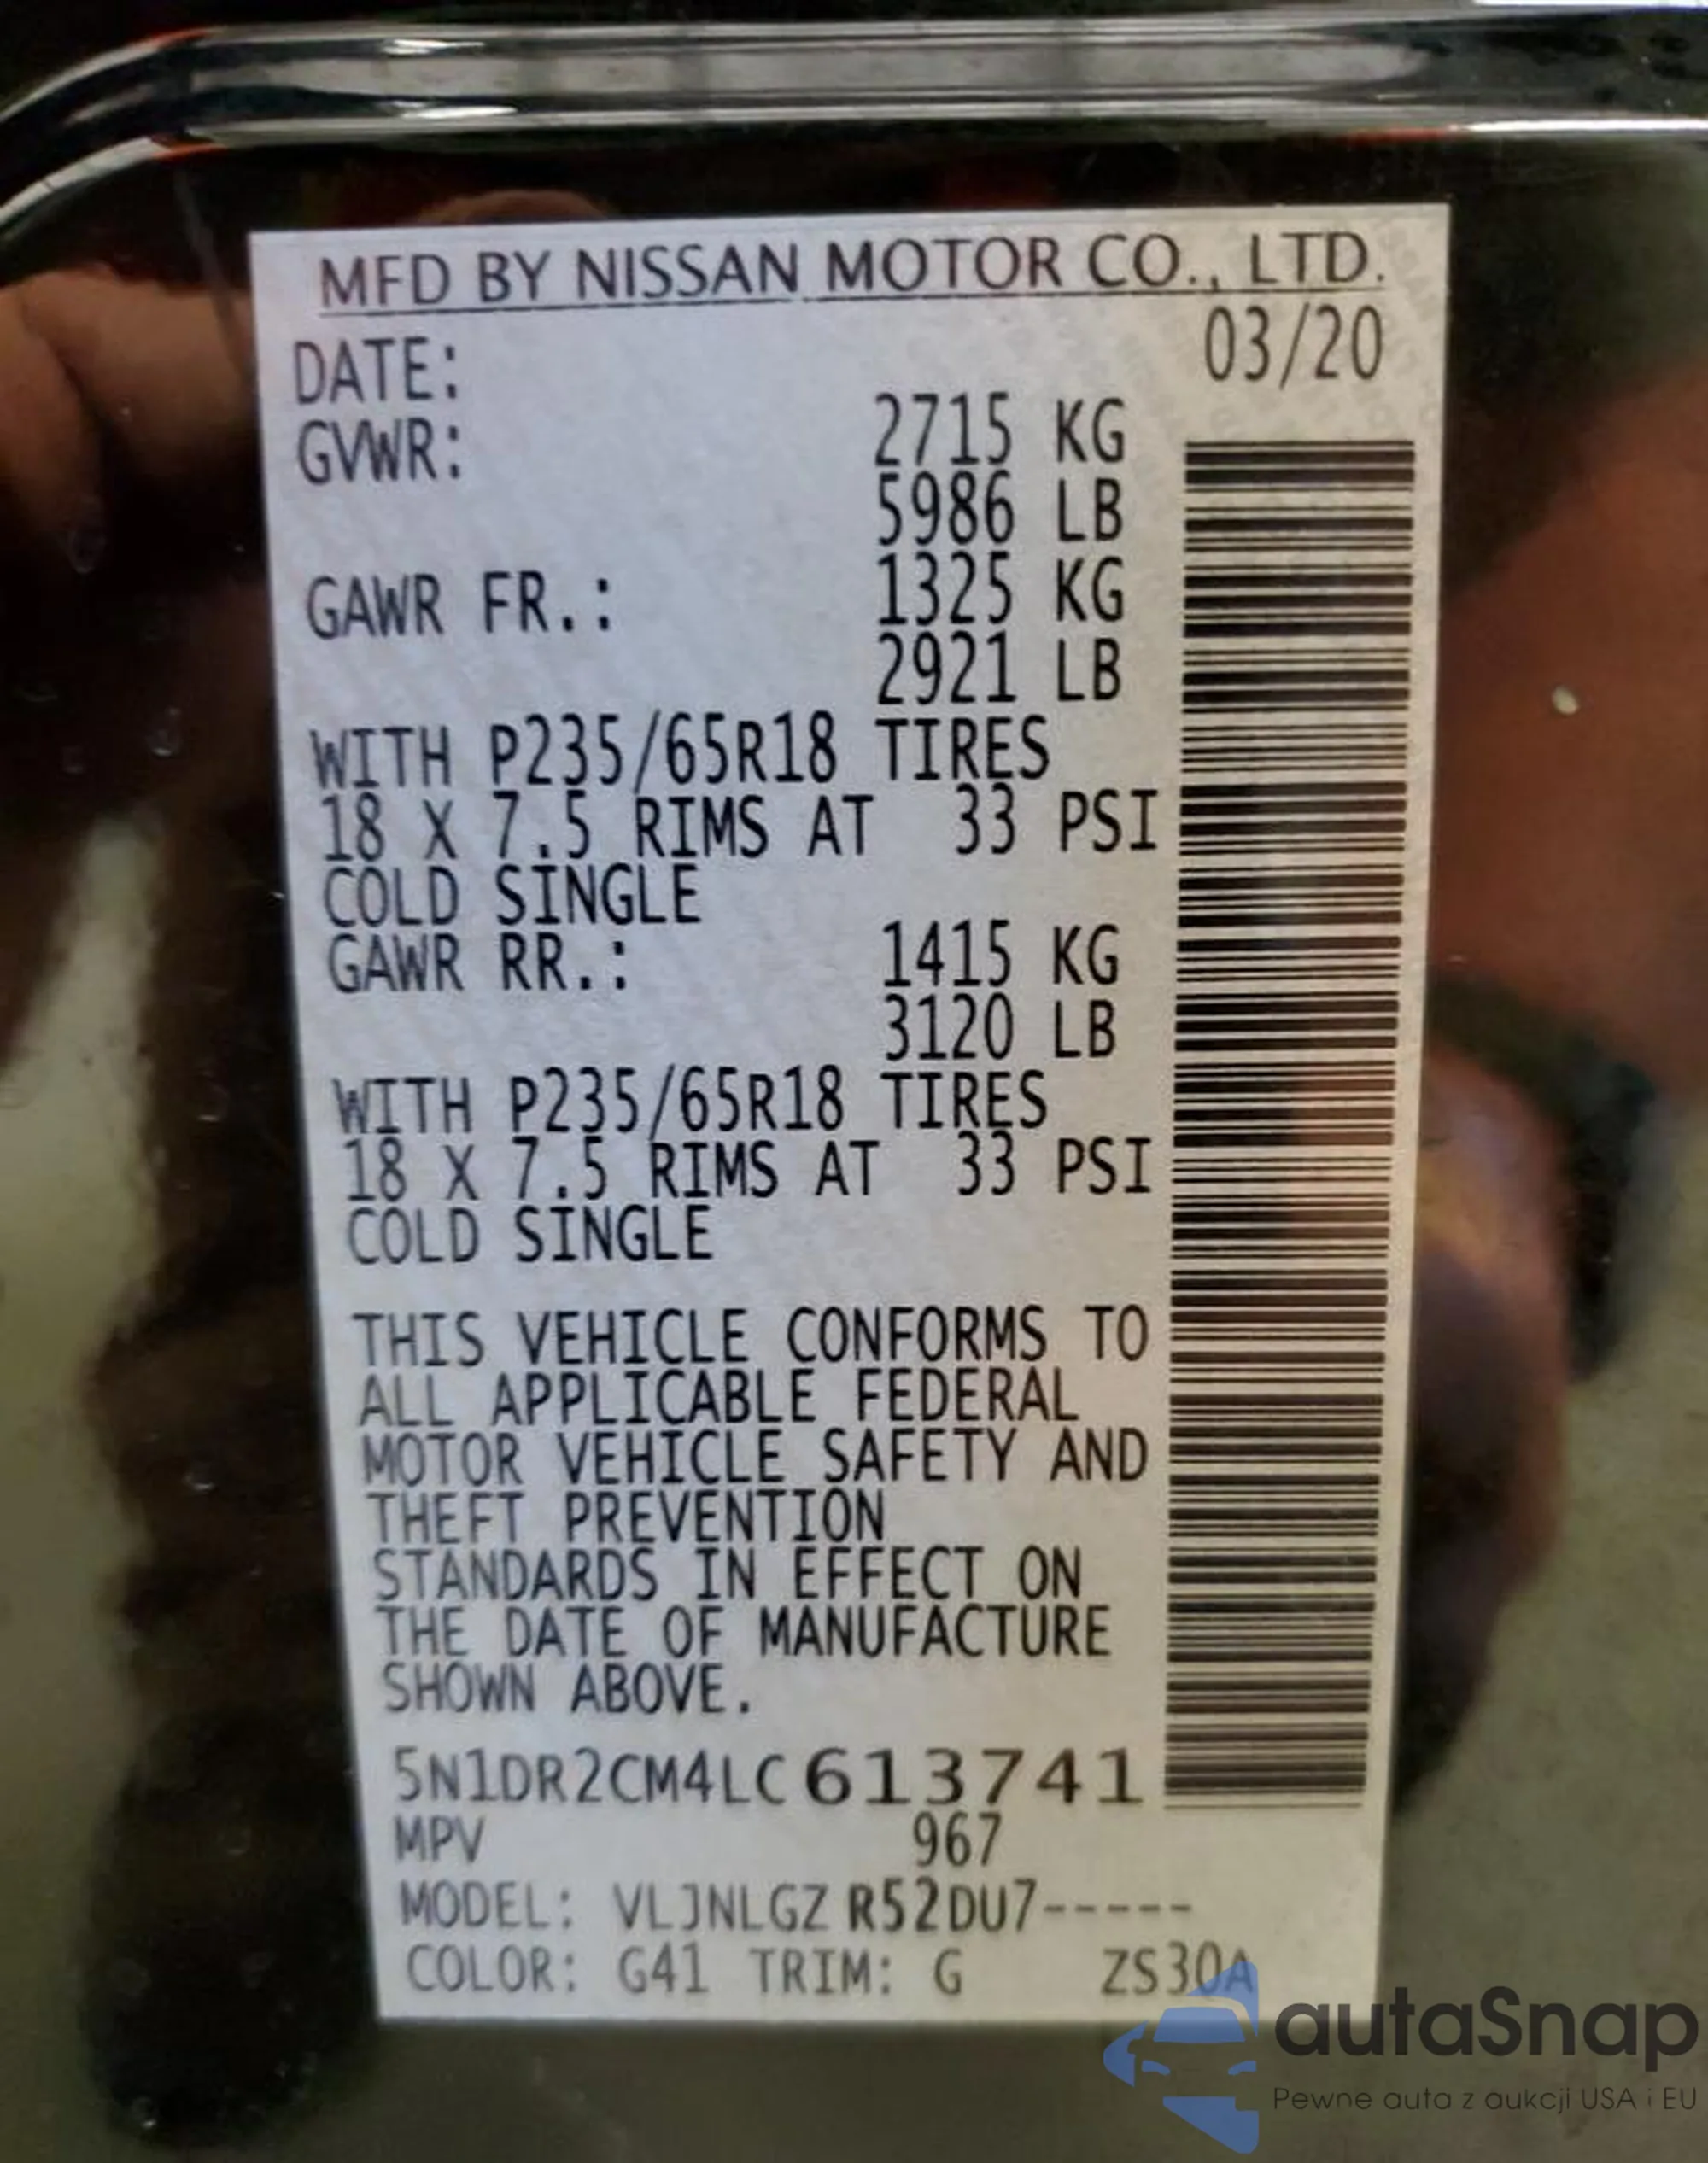 MFD BY NISSAN MOTOR CO., LTD.
DATE: 03/20
GVWR: 2715 KG
5986 LB
GAWR FR.: 1325 KG
2921 LB
WITH P235/65R18 TIRES
18 X 7.5 RIMS AT 33 PSI
COLD SINGLE
GAWR RR.: 1415 KG
3120 LB
WITH P235/65R18 TIRES
18 X 7.5 RIMS AT 33 PSI
COLD SINGLE
THIS VEHICLE CONFORMS TO
ALL APPLICABLE FEDERAL
MOTOR VEHICLE SAFETY AND
THEFT PREVENTION
STANDARDS IN EFFECT ON
THE DATE OF MANUFACTURE
SHOWN ABOVE.
5N1DR2CM4LC613741
MPV 967
MODEL: VLJNLGZ R52DU7-----
COLOR: G41 TRIM: G ZS30A
autaSnap
Pewne auta z aukcji USA i EU